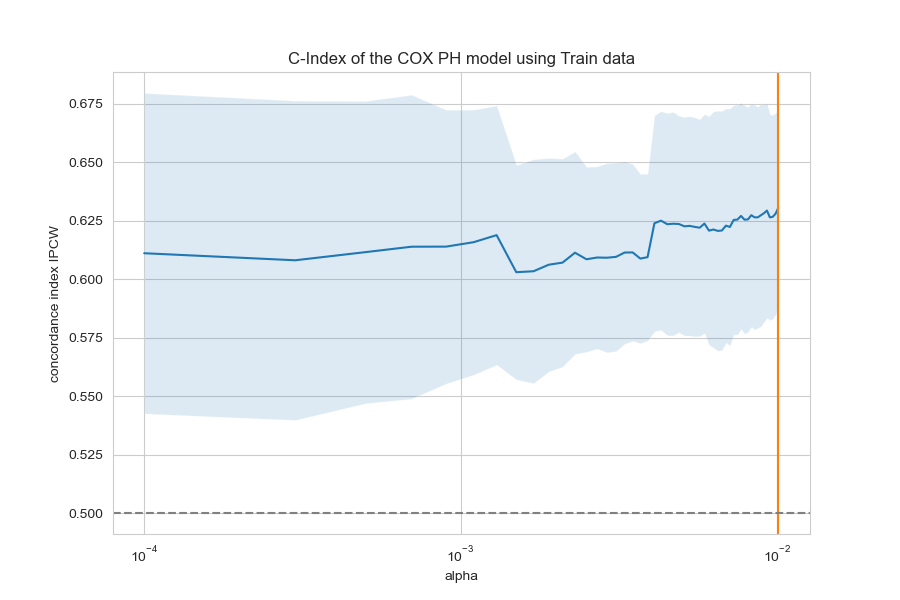 C-Index of the COX PH model using Train data
concordance index IPCW
0.675
0.650
0.625
0.600
0.575
0.550
0.525
0.500
10⁻⁴ 10⁻³ 10⁻²
alpha